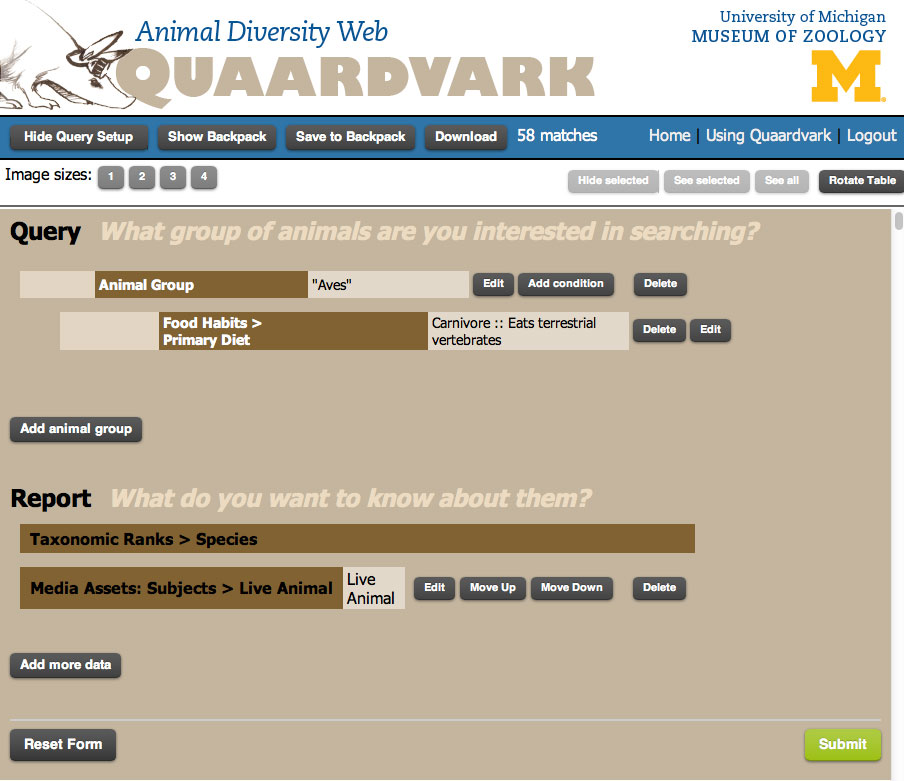 Animal Diversity Web
QUAARDVARK
University of Michigan
MUSEUM OF ZOOLOGY
M
Hide Query Setup Show Backpack Save to Backpack Download 58 matches Home | Using Quaardvark | Logout
Image sizes: 1 2 3 4 Hide selected See selected See all Rotate Table
Query What group of animals are you interested in searching?
Animal Group "Aves" Edit Add condition Delete
Food Habits > Carnivore :: Eats terrestrial
Primary Diet vertebrates Delete Edit
Add animal group
Report What do you want to know about them?
Taxonomic Ranks > Species
Media Assets: Subjects > Live Animal Live
Animal Edit Move Up Move Down Delete
Add more data
Reset Form Submit